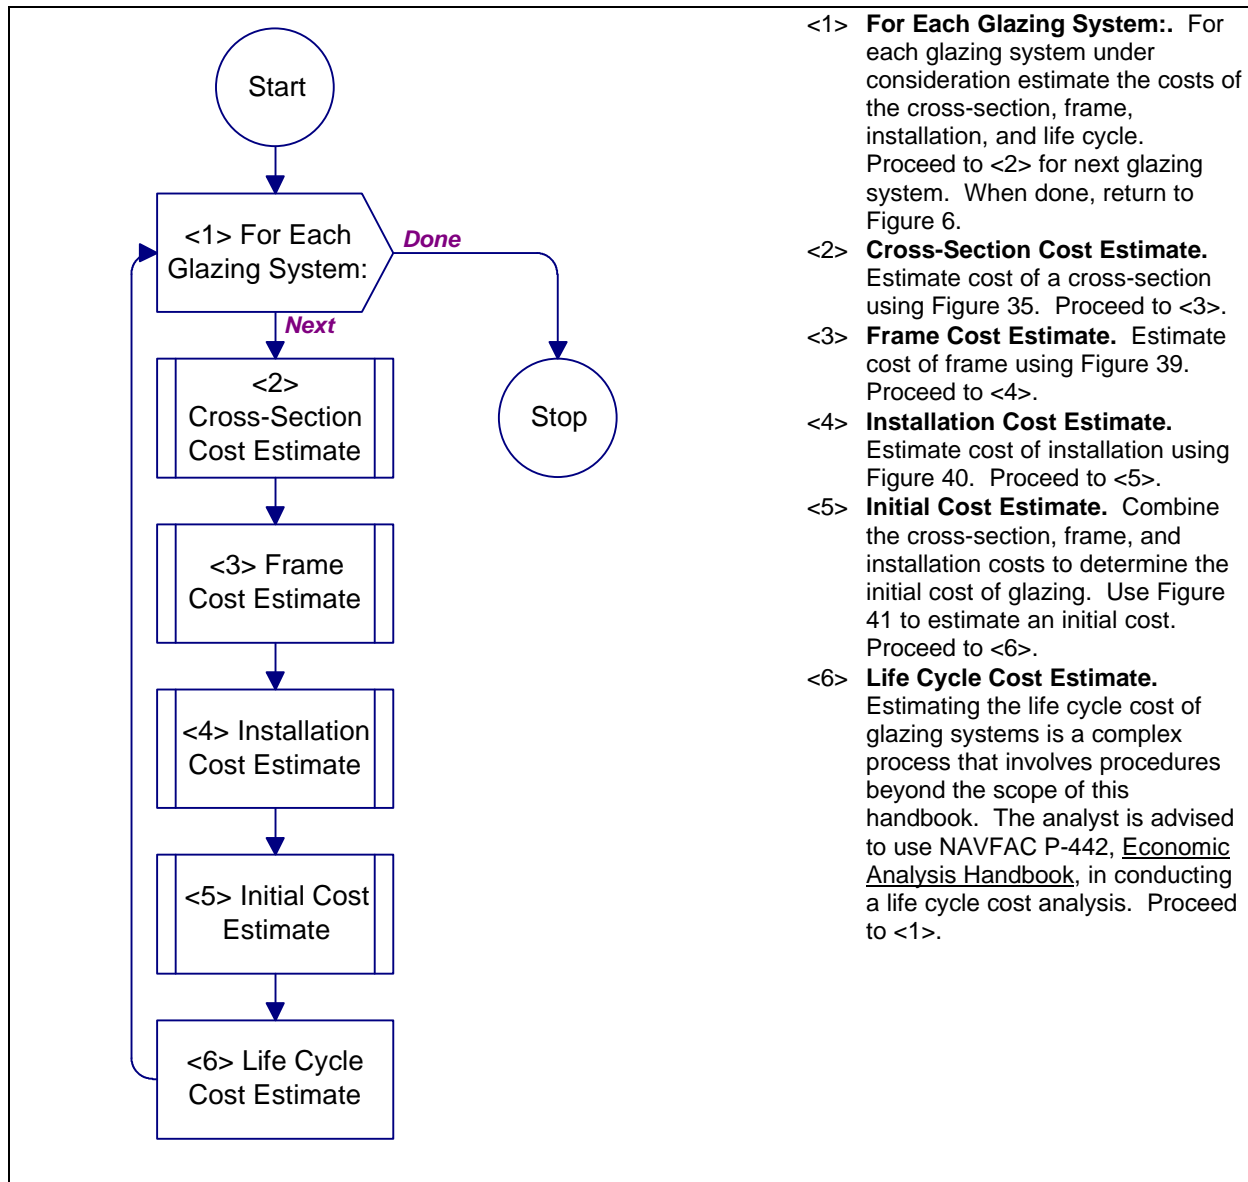 Start
<1> For Each
Glazing System:
Done
Next
<2>
Cross-Section
Cost Estimate
Stop
<3> Frame
Cost Estimate
<4> Installation
Cost Estimate
<5> Initial Cost
Estimate
<6> Life Cycle
Cost Estimate
<1> For Each Glazing System:. For
each glazing system under
consideration estimate the costs of
the cross-section, frame,
installation, and life cycle.
Proceed to <2> for next glazing
system. When done, return to
Figure 6.
<2> Cross-Section Cost Estimate.
Estimate cost of a cross-section
using Figure 35. Proceed to <3>.
<3> Frame Cost Estimate. Estimate
cost of frame using Figure 39.
Proceed to <4>.
<4> Installation Cost Estimate.
Estimate cost of installation using
Figure 40. Proceed to <5>.
<5> Initial Cost Estimate. Combine
the cross-section, frame, and
installation costs to determine the
initial cost of glazing. Use Figure
41 to estimate an initial cost.
Proceed to <6>.
<6> Life Cycle Cost Estimate.
Estimating the life cycle cost of
glazing systems is a complex
process that involves procedures
beyond the scope of this
handbook. The analyst is advised
to use NAVFAC P-442, Economic
Analysis Handbook, in conducting
a life cycle cost analysis. Proceed
to <1>.